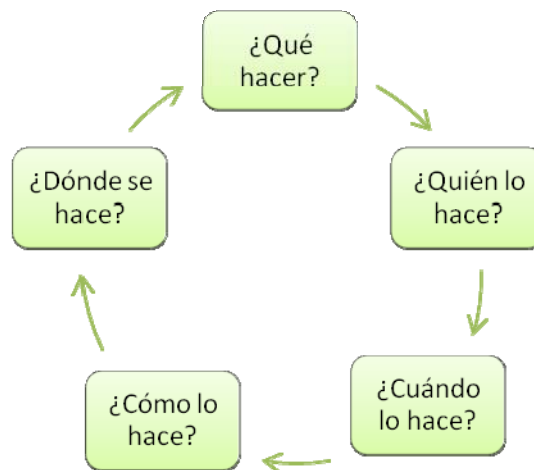 ¿Qué
hacer?
¿Quién lo
hace?
¿Cuándo
lo hace?
¿Cómo lo
hace?
¿Dónde se
hace?